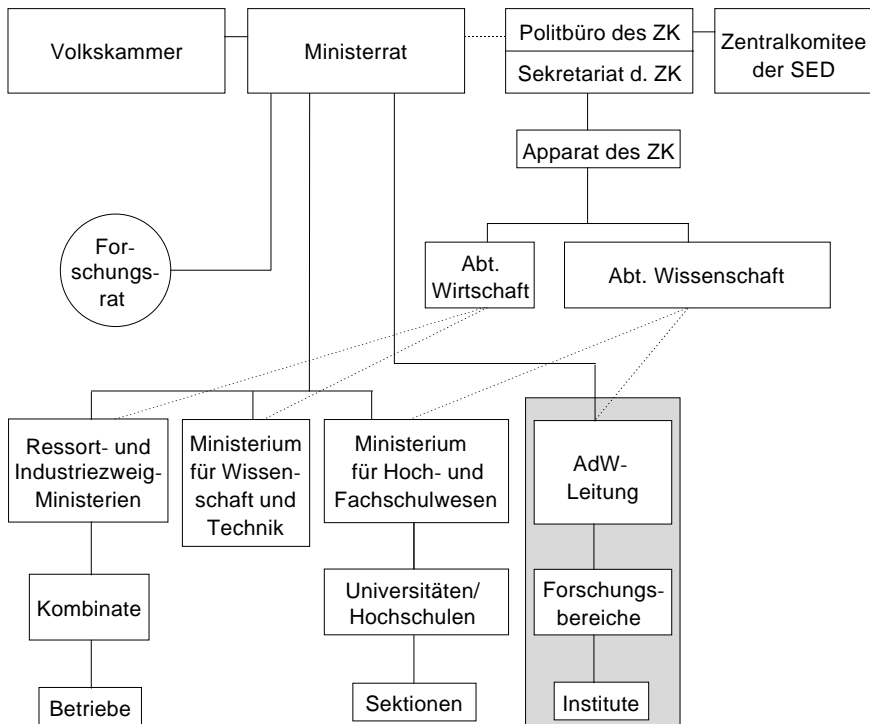 Volkskammer
Ministerrat
Politbüro des ZK
Sekretariat d. ZK
Zentralkomitee
der SED
Apparat des ZK
For-
schungs-
rat
Abt.
Wirtschaft
Abt. Wissenschaft
Ressort- und
Industriezweig-
Ministerien
Ministerium
für Wissen-
schaft und
Technik
Ministerium
für Hoch- und
Fachschulwesen
AdW-
Leitung
Kombinate
Universitäten/
Hochschulen
Forschungs-
bereiche
Betriebe
Sektionen
Institute